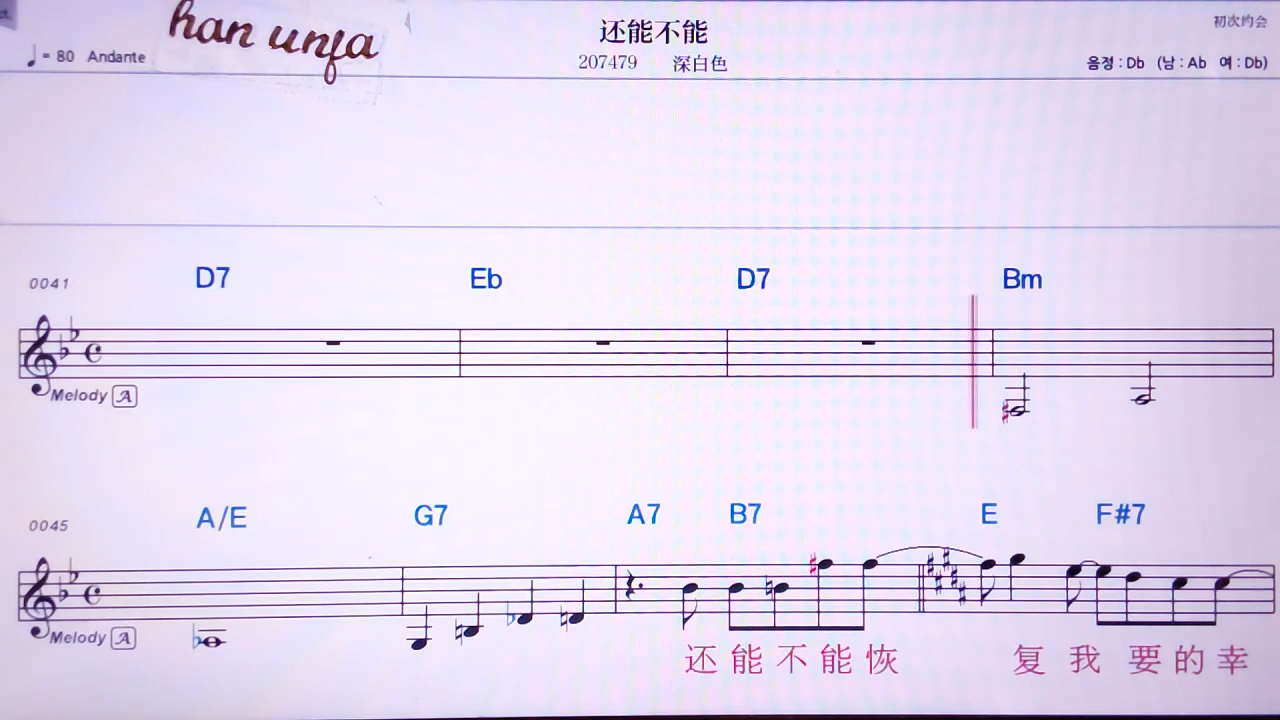 han unfa
还能不能
初次约会
♩= 80 Andante
207479 深白色
음정 : Db (남 : Ab 여 : Db)
0041
D7 Eb D7 Bm
Melody A
0045
A/E G7 A7 B7 E F#7
Melody A
还 能 不 能 恢 复 我 要 的 幸